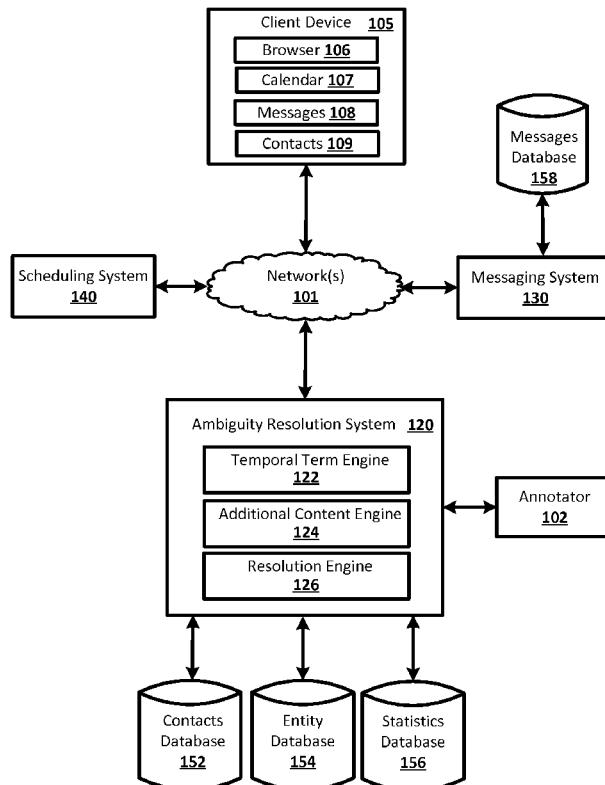 Client Device 105
Browser 106
Calendar 107
Messages 108
Contacts 109
Messages
Database
158
Scheduling System
140
Network(s)
101
Messaging System
130
Ambiguity Resolution System 120
Temporal Term Engine
122
Additional Content Engine
124
Resolution Engine
126
Annotator
102
Contacts
Database
152
Entity
Database
154
Statistics
Database
156